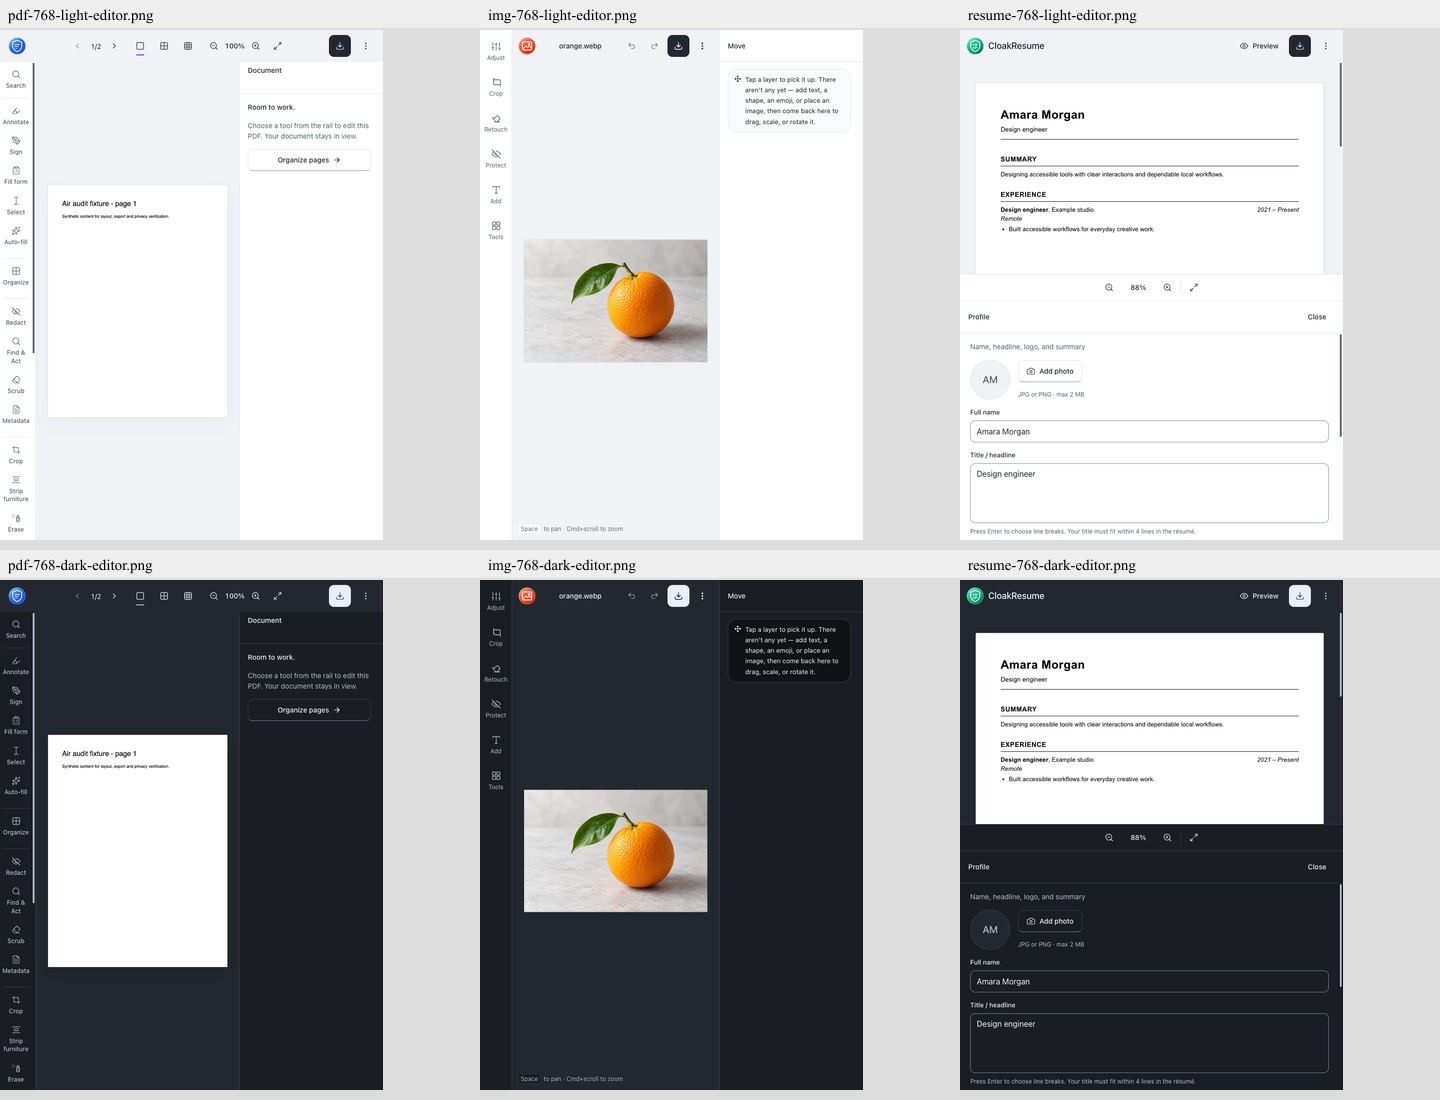 pdf-768-light-editor.png
1/2
100%
Search
Annotate
Sign
Fill form
Select
Auto-fill
Organize
Redact
Find &
Act
Scrub
Metadata
Crop
Strip
furniture
Erase
Air audit fixture - page 1
Synthetic content for layout, export and privacy verification.
Document
Room to work.
Choose a tool from the rail to edit this
PDF. Your document stays in view.
Organize pages
img-768-light-editor.png
Adjust
Crop
Retouch
Protect
Add
Tools
orange.webp
Space to pan · Cmd+scroll to zoom
Move
Tap a layer to pick it up. There
aren't any yet — add text, a
shape, an emoji, or place an
image, then come back here to
drag, scale, or rotate it.
resume-768-light-editor.png
CloakResume
Preview
Amara Morgan
Design engineer
SUMMARY
Designing accessible tools with clear interactions and dependable local workflows.
EXPERIENCE
Design engineer, Example studio 2021 – Present
Remote
• Built accessible workflows for everyday creative work.
88%
Profile Close
Name, headline, logo, and summary
AM
Add photo
JPG or PNG · max 2 MB
Full name
Amara Morgan
Title / headline
Design engineer
Press Enter to choose line breaks. Your title must fit within 4 lines in the résumé.
pdf-768-dark-editor.png
1/2
100%
Search
Annotate
Sign
Fill form
Select
Auto-fill
Organize
Redact
Find &
Act
Scrub
Metadata
Crop
Strip
furniture
Erase
Air audit fixture - page 1
Synthetic content for layout, export and privacy verification.
Document
Room to work.
Choose a tool from the rail to edit this
PDF. Your document stays in view.
Organize pages
img-768-dark-editor.png
Adjust
Crop
Retouch
Protect
Add
Tools
orange.webp
Space to pan · Cmd+scroll to zoom
Move
Tap a layer to pick it up. There
aren't any yet — add text, a
shape, an emoji, or place an
image, then come back here to
drag, scale, or rotate it.
resume-768-dark-editor.png
CloakResume
Preview
Amara Morgan
Design engineer
SUMMARY
Designing accessible tools with clear interactions and dependable local workflows.
EXPERIENCE
Design engineer, Example studio 2021 – Present
Remote
• Built accessible workflows for everyday creative work.
88%
Profile Close
Name, headline, logo, and summary
AM
Add photo
JPG or PNG · max 2 MB
Full name
Amara Morgan
Title / headline
Design engineer
Press Enter to choose line breaks. Your title must fit within 4 lines in the résumé.